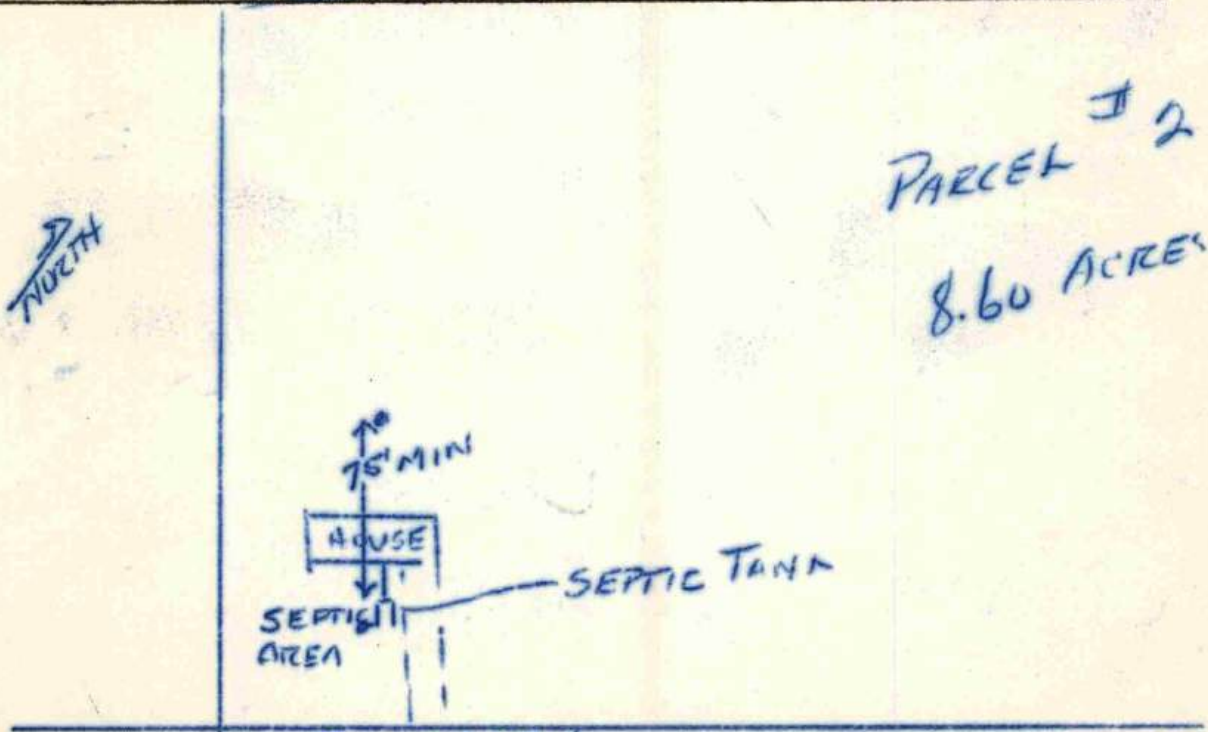 PARCEL # 2
8.60 ACRES
NORTH
75' MIN
HOUSE
SEPTIC TANK
SEPTIC
AREA